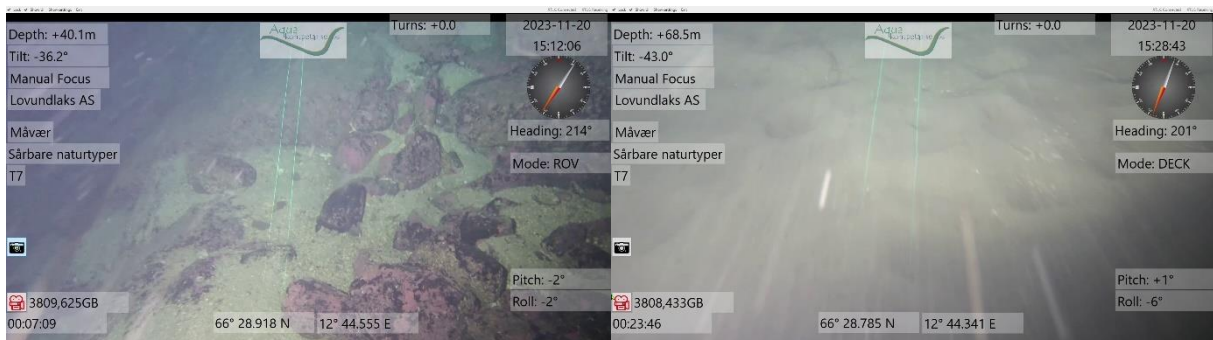 Turns: +0.0
2023-11-20
Depth: +40.1m
15:12:06
Tilt: -36.2°
Manual Focus
Lovundlaks AS
Måvær
Heading: 214°
Sårbare naturtyper
Mode: ROV
T7
Pitch: -2°
3809,625GB
Roll: -2°
00:07:09
66° 28.918 N
12° 44.555 E
Aqua
Turns: +0.0
2023-11-20
Depth: +68.5m
15:28:43
Tilt: -43.0°
Manual Focus
Lovundlaks AS
Måvær
Heading: 201°
Sårbare naturtyper
Mode: DECK
T7
Pitch: +1°
3808,433GB
Roll: -6°
00:23:46
66° 28.785 N
12° 44.341 E
Aqua